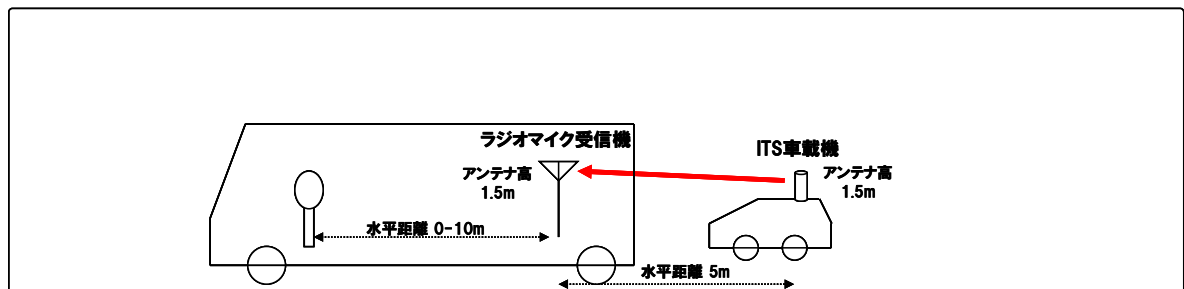 ラジオマイク受信機
アンテナ高
1.5m
ITS車載機
アンテナ高
1.5m
水平距離 0-10m
水平距離 5m